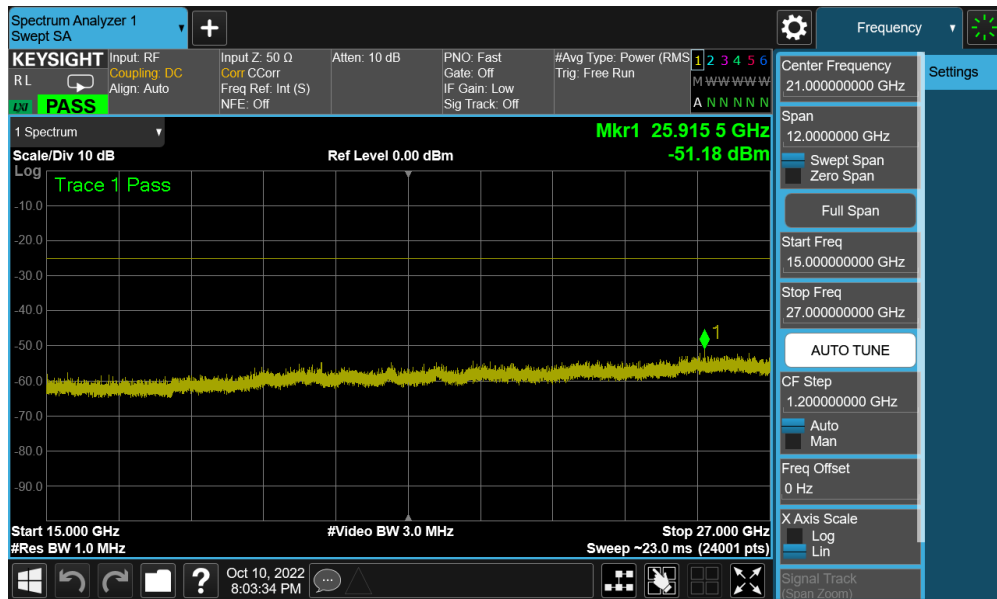 Spectrum Analyzer 1
Swept SA
Frequency
KEYSIGHT
R L
LXI
PASS
Input: RF
Coupling: DC
Align: Auto
Input Z: 50 Ω
Corr CCorr
Freq Ref: Int (S)
NFE: Off
Atten: 10 dB
PNO: Fast
Gate: Off
IF Gain: Low
Sig Track: Off
#Avg Type: Power (RMS
Trig: Free Run
1 2 3 4 5 6
M W W W W W
A N N N N N
1 Spectrum
Scale/Div 10 dB
Ref Level 0.00 dBm
Mkr1 25.915 5 GHz
-51.18 dBm
Log
Trace 1 Pass
-10.0
-20.0
-30.0
-40.0
-50.0
-60.0
-70.0
-80.0
-90.0
1
Start 15.000 GHz
#Res BW 1.0 MHz
#Video BW 3.0 MHz
Stop 27.000 GHz
Sweep ~23.0 ms (24001 pts)
Oct 10, 2022
8:03:34 PM
Center Frequency
21.000000000 GHz
Span
12.0000000 GHz
Swept Span
Zero Span
Full Span
Start Freq
15.000000000 GHz
Stop Freq
27.000000000 GHz
AUTO TUNE
CF Step
1.200000000 GHz
Auto
Man
Freq Offset
0 Hz
X Axis Scale
Log
Lin
Signal Track
(Span Zoom)
Settings